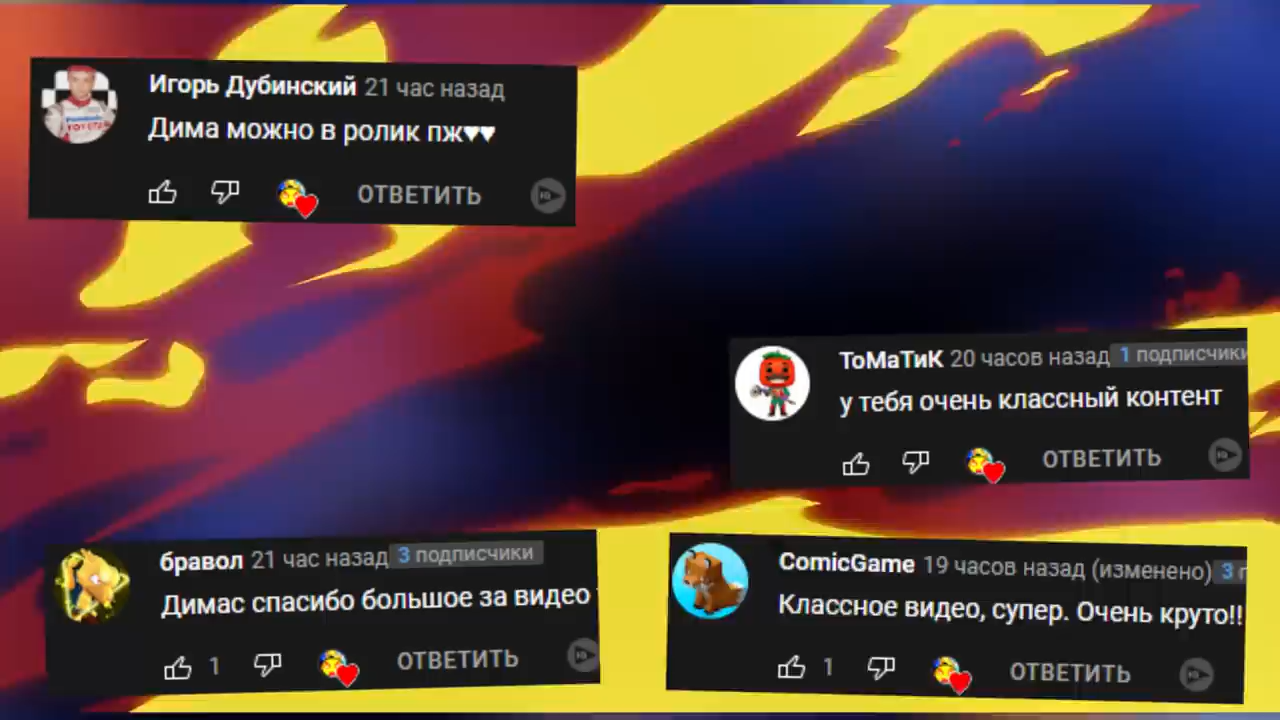 Игорь Дубинский 21 час назад
Дима можно в ролик пж♥♥
ОТВЕТИТЬ
ТоМаТиК 20 часов назад 1 подписчики
у тебя очень классный контент
ОТВЕТИТЬ
бравол 21 час назад 3 подписчики
Димас спасибо большое за видео
1 ОТВЕТИТЬ
ComicGame 19 часов назад (изменено) 3
Классное видео, супер. Очень круто!!
1 ОТВЕТИТЬ